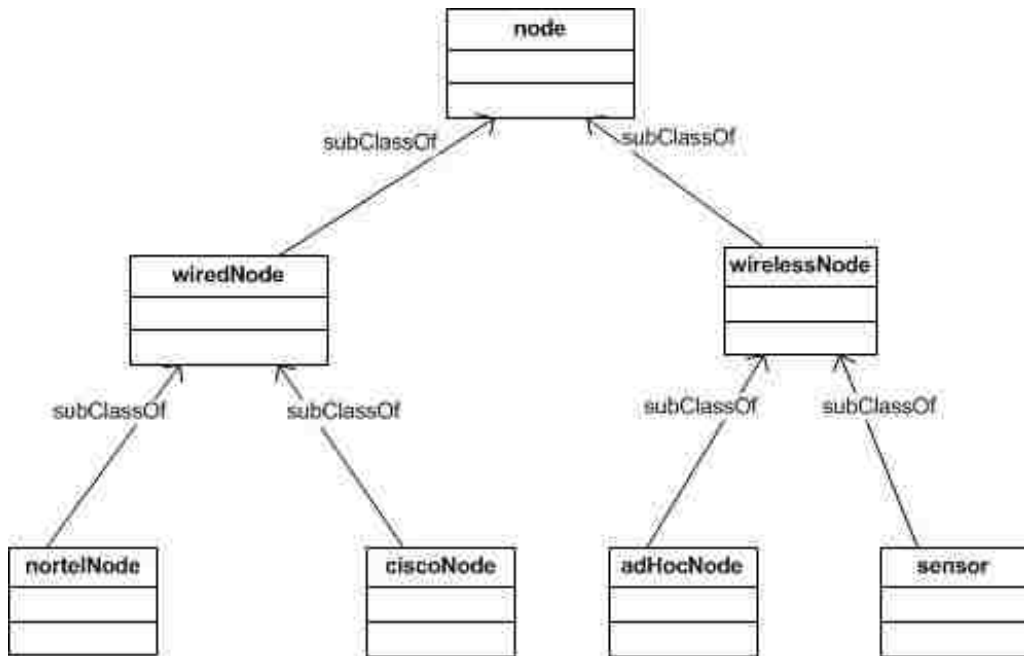 node
subClassOf
subClassOf
wiredNode
wirelessNode
subClassOf
subClassOf
subClassOf
subClassOf
nortelNode
ciscoNode
adHocNode
sensor